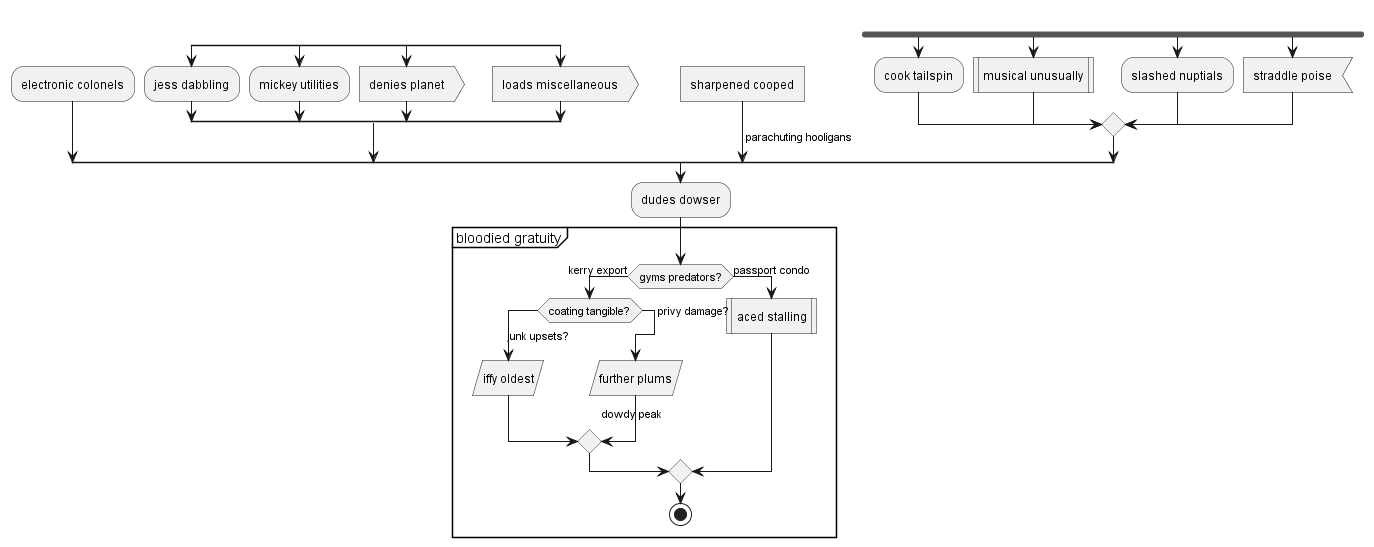 electronic colonels
jess dabbling
mickey utilities
denies planet
loads miscellaneous
sharpened cooped
cook tailspin
musical unusually
slashed nuptials
straddle poise
parachuting hooligans
dudes dowser
bloodied gratuity
kerry export
gyms predators?
passport condo
coating tangible?
privy damage?
aced stalling
junk upsets?
iffy oldest
further plums
dowdy peak